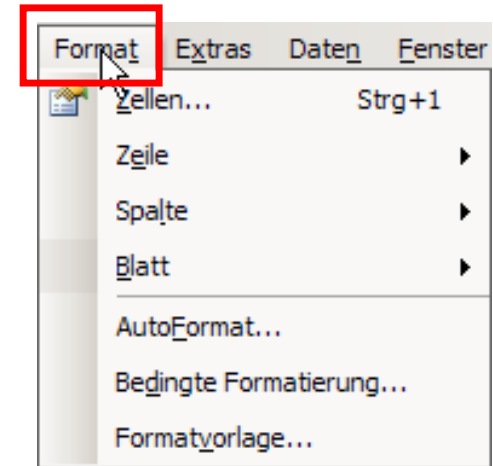 Format Extras Daten Fenster
Zellen... Strg+1
Zeile
Spalte
Blatt
AutoFormat...
Bedingte Formatierung...
Formatvorlage...